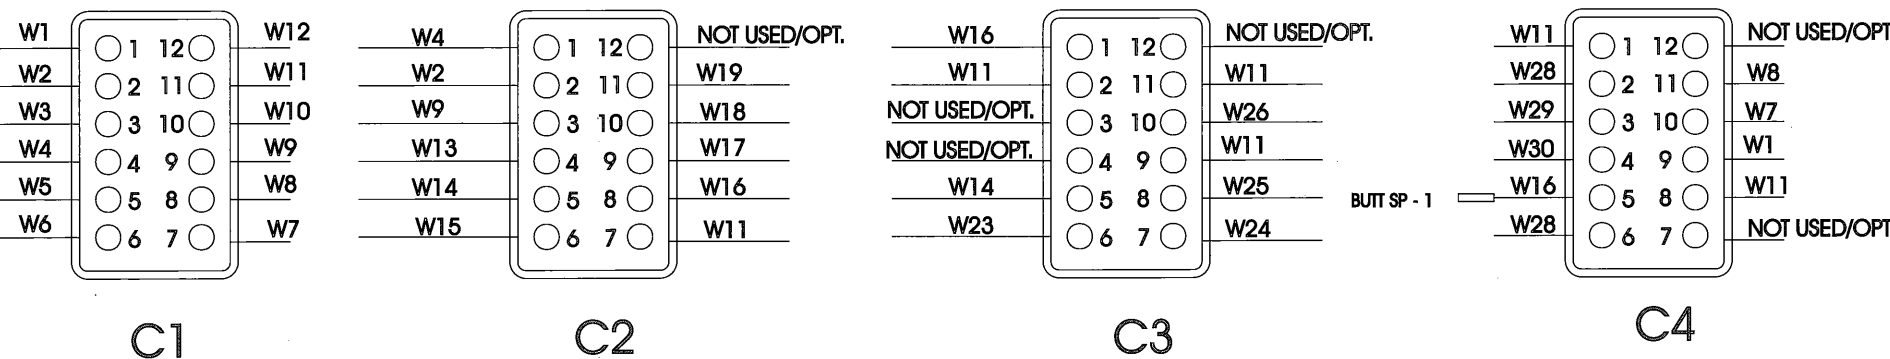 W1 1 12 W12
W2 2 11 W11
W3 3 10 W10
W4 4 9 W9
W5 5 8 W8
W6 6 7 W7
C1
W4 1 12 NOT USED/OPT.
W2 2 11 W19
W9 3 10 W18
W13 4 9 W17
W14 5 8 W16
W15 6 7 W11
C2
W16 1 12 NOT USED/OPT.
W11 2 11 W11
NOT USED/OPT. 3 10 W26
NOT USED/OPT. 4 9 W11
W14 5 8 W25
W23 6 7 W24
C3
W11 1 12 NOT USED/OPT
W28 2 11 W8
W29 3 10 W7
W30 4 9 W1
BUTT SP - 1 W16 5 8 W11
W28 6 7 NOT USED/OPT
C4